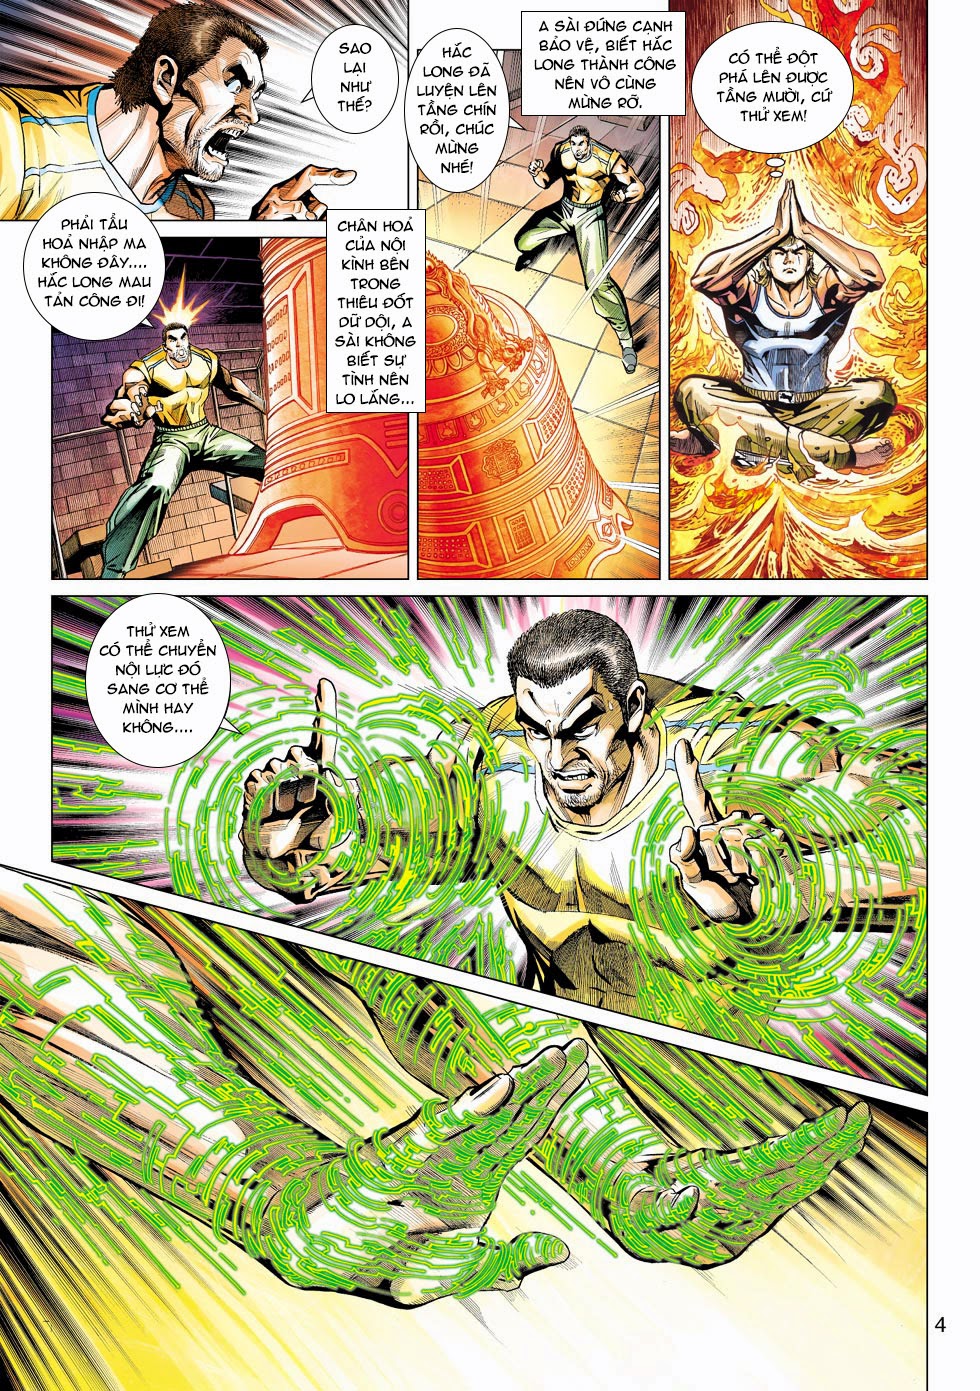 CÓ THỂ ĐỘT
PHÁ LÊN ĐƯỢC
TẦNG MƯỜI, CỨ
THỬ XEM!
A SÀI ĐỨNG CẠNH
BẢO VỆ, BIẾT HẮC
LONG THÀNH CÔNG
NÊN VÔ CÙNG
MỪNG RỠ.
HẮC
LONG ĐÃ
LUYỆN LÊN
TẦNG CHÍN
RỒI, CHÚC
MỪNG
NHÉ!
SAO
LẠI
NHƯ
THẾ?
CHÂN HOẢ
CỦA NỘI
KÌNH BÊN
TRONG
THIÊU ĐỐT
DỮ DỘI, A
SÀI KHÔNG
BIẾT SỰ
TÌNH NÊN
LO LẮNG...
PHẢI TẨU
HOẢ NHẬP MA
KHÔNG ĐÂY....
HẮC LONG MAU
TẢN CÔNG ĐI!
THỬ XEM
CÓ THỂ CHUYỂN
NỘI LỰC ĐÓ
SANG CƠ THỂ
MÌNH HAY
KHÔNG....
4